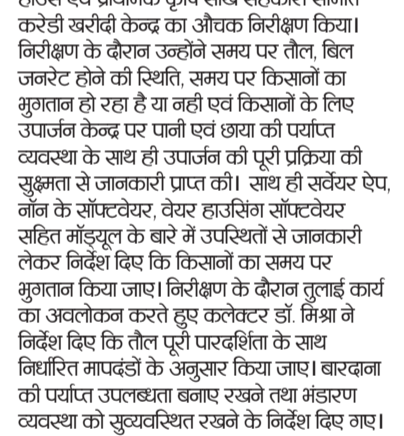 करेडी खरीदी केन्द्र का औचक निरीक्षण किया।
निरीक्षण के दौरान उन्होंने समय पर तौल, बिल
जनरेट होने की स्थिति, समय पर किसानों का
भुगतान हो रहा है या नही एवं किसानों के लिए
उपार्जन केन्द्र पर पानी एवं छाया की पर्याप्त
व्यवस्था के साथ ही उपार्जन की पूरी प्रक्रिया की
सुक्ष्मता से जानकारी प्राप्त की। साथ ही सर्वेयर ऐप,
नॉन के सॉफ्टवेयर, वेयर हाउसिंग सॉफ्टवेयर
सहित मॉड्यूल के बारे में उपस्थितों से जानकारी
लेकर निर्देश दिए कि किसानों का समय पर
भुगतान किया जाए। निरीक्षण के दौरान तुलाई कार्य
का अवलोकन करते हुए कलेक्टर डॉ. मिश्रा ने
निर्देश दिए कि तौल पूरी पारदर्शिता के साथ
निर्धारित मापदंडों के अनुसार किया जाए। बारदाना
की पर्याप्त उपलब्धता बनाए रखने तथा भंडारण
व्यवस्था को सुव्यवस्थित रखने के निर्देश दिए गए।